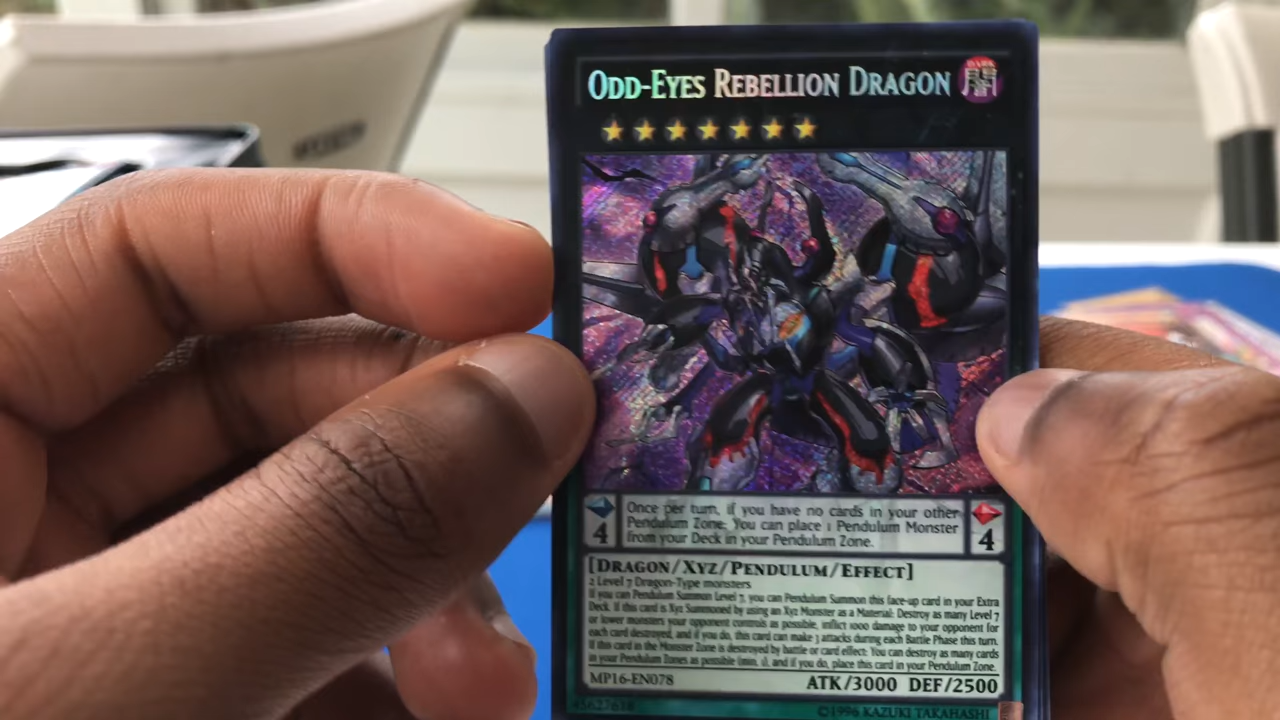 ODD-EYES REBELLION DRAGON
DARK
闇
Once per turn, if you have no cards in your other
Pendulum Zone: You can place 1 Pendulum Monster
from your Deck in your Pendulum Zone.
4
4
[DRAGON/XYZ/PENDULUM/EFFECT]
2 Level 7 Dragon-Type monsters
If you can Pendulum Summon Level 7, you can Pendulum Summon this face-up card in your Extra
Deck. If this card is Xyz Summoned by using an Xyz Monster as a Material: Destroy as many Level 7
or lower monsters your opponent controls as possible, inflict 1000 damage to your opponent for
each card destroyed, and if you do, this card can make 3 attacks during each Battle Phase this turn.
If this card in the Monster Zone is destroyed by battle or card effect: You can destroy as many cards
in your Pendulum Zones as possible (min. 1), and if you do, place this card in your Pendulum Zone.
MP16-EN078
ATK/3000 DEF/2500
45627618
©1996 KAZUKI TAKAHASHI